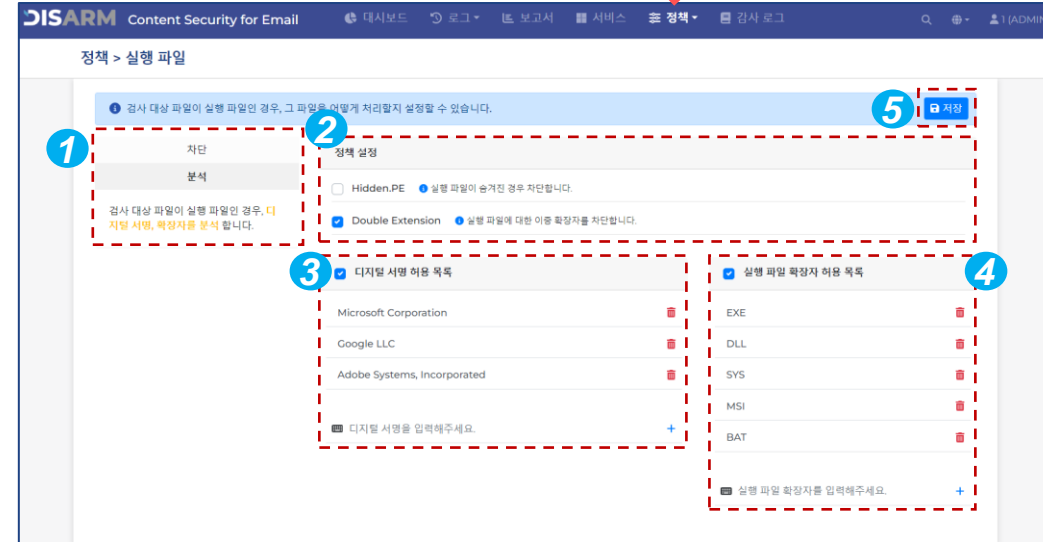 DISARM Content Security for Email 대시보드 로그 보고서 서비스 정책 감사 로그 1 (ADMIN
정책 > 실행 파일
검사 대상 파일이 실행 파일인 경우, 그 파일을 어떻게 처리할지 설정할 수 있습니다.
5
저장
1
차단
분석
검사 대상 파일이 실행 파일인 경우, 디
지털 서명, 확장자를 분석 합니다.
2
정책 설정
Hidden.PE 실행 파일이 숨겨진 경우 차단합니다.
Double Extension 실행 파일에 대한 이중 확장자를 차단합니다.
3
디지털 서명 허용 목록
Microsoft Corporation
Google LLC
Adobe Systems, Incorporated
디지털 서명을 입력해주세요. +
4
실행 파일 확장자 허용 목록
EXE
DLL
SYS
MSI
BAT
실행 파일 확장자를 입력해주세요. +